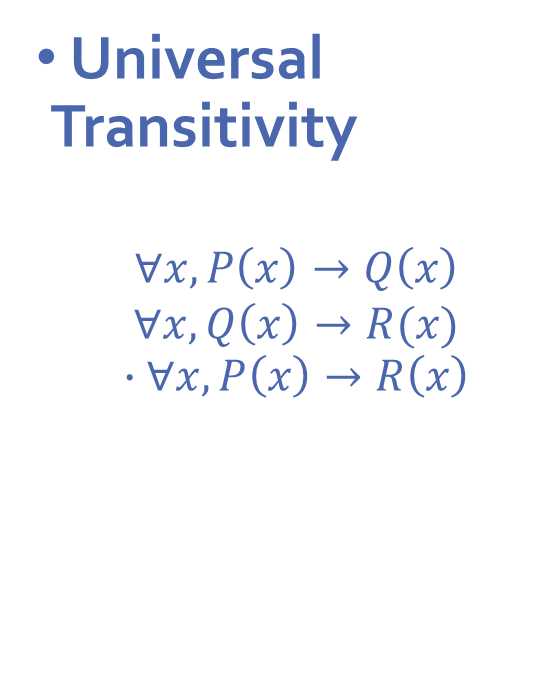 • Universal
Transitivity
∀𝑥, 𝑃(𝑥) → 𝑄(𝑥)
∀𝑥, 𝑄(𝑥) → 𝑅(𝑥)
· ∀𝑥, 𝑃(𝑥) → 𝑅(𝑥)